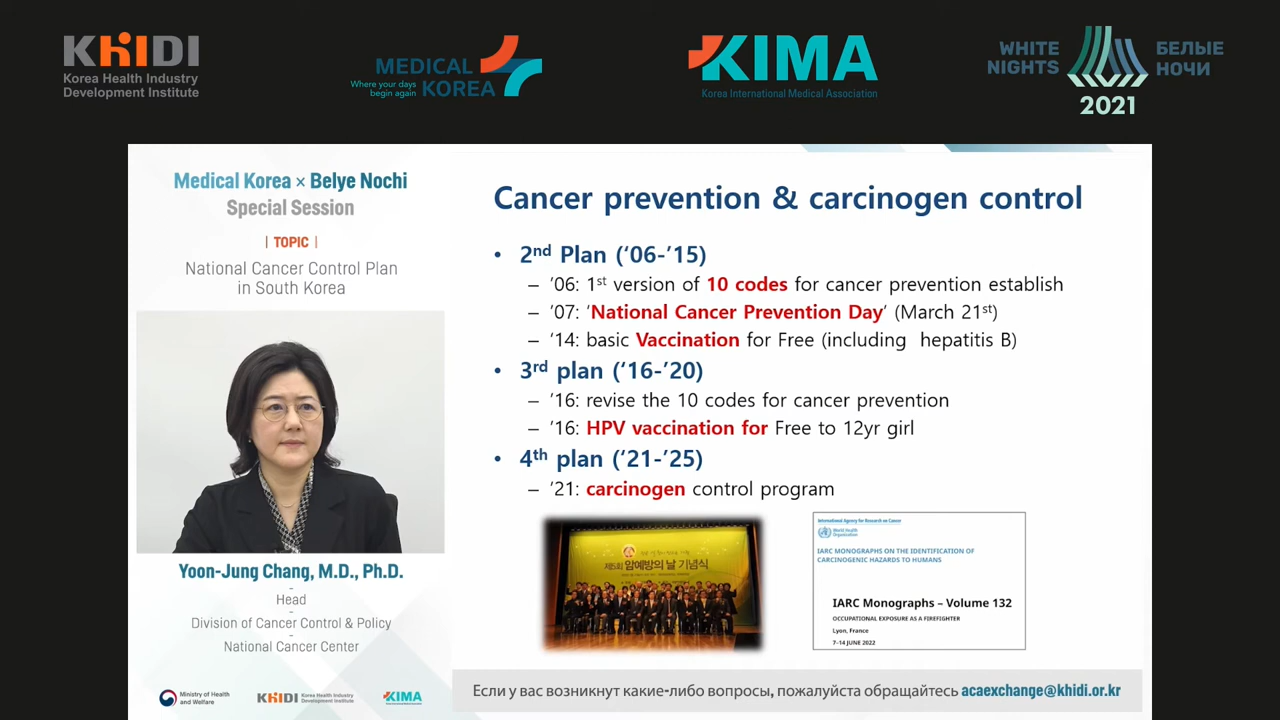 KHIDI
Korea Health Industry
Development Institute
MEDICAL
KOREA
Where your days
begin again
KIMA
Korea International Medical Association
WHITE
NIGHTS
БЕЛЫЕ
НОЧИ
2021
Medical Korea × Belye Nochi
Special Session
| TOPIC |
National Cancer Control Plan
in South Korea
Yoon-Jung Chang, M.D., Ph.D.
-
Head
-
Division of Cancer Control & Policy
-
National Cancer Center
Ministry of Health
and Welfare
KHIDI
Korea Health Industry
Development Institute
KIMA
Cancer prevention & carcinogen control
• 2nd Plan (‘06-’15)
– ’06: 1st version of 10 codes for cancer prevention establish
– ’07: ‘National Cancer Prevention Day’ (March 21st)
– ’14: basic Vaccination for Free (including hepatitis B)
• 3rd plan (‘16-’20)
– ’16: revise the 10 codes for cancer prevention
– ’16: HPV vaccination for Free to 12yr girl
• 4th plan (‘21-’25)
– ’21: carcinogen control program
제5회 암예방의 날 기념식
International Agency for Research on Cancer
World Health
Organization
IARC MONOGRAPHS ON THE IDENTIFICATION OF
CARCINOGENIC HAZARDS TO HUMANS
IARC Monographs – Volume 132
OCCUPATIONAL EXPOSURE AS A FIREFIGHTER
Lyon, France
7–14 JUNE 2022
Если у вас возникнут какие-либо вопросы, пожалуйста обращайтесь acaexchange@khidi.or.kr